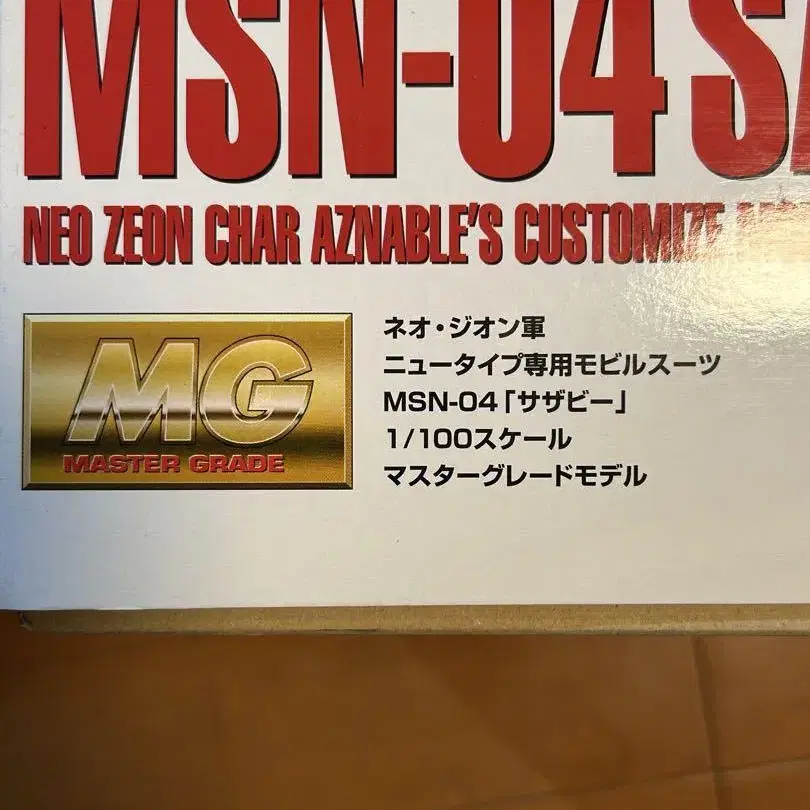 MSN-04
NEO ZEON CHAR AZNABLE'S CUSTOMIZE
MG
MASTER GRADE
ネオ・ジオン軍
ニュータイプ専用モビルスーツ
MSN-04「サザビー」
1/100スケール
マスターグレードモデル